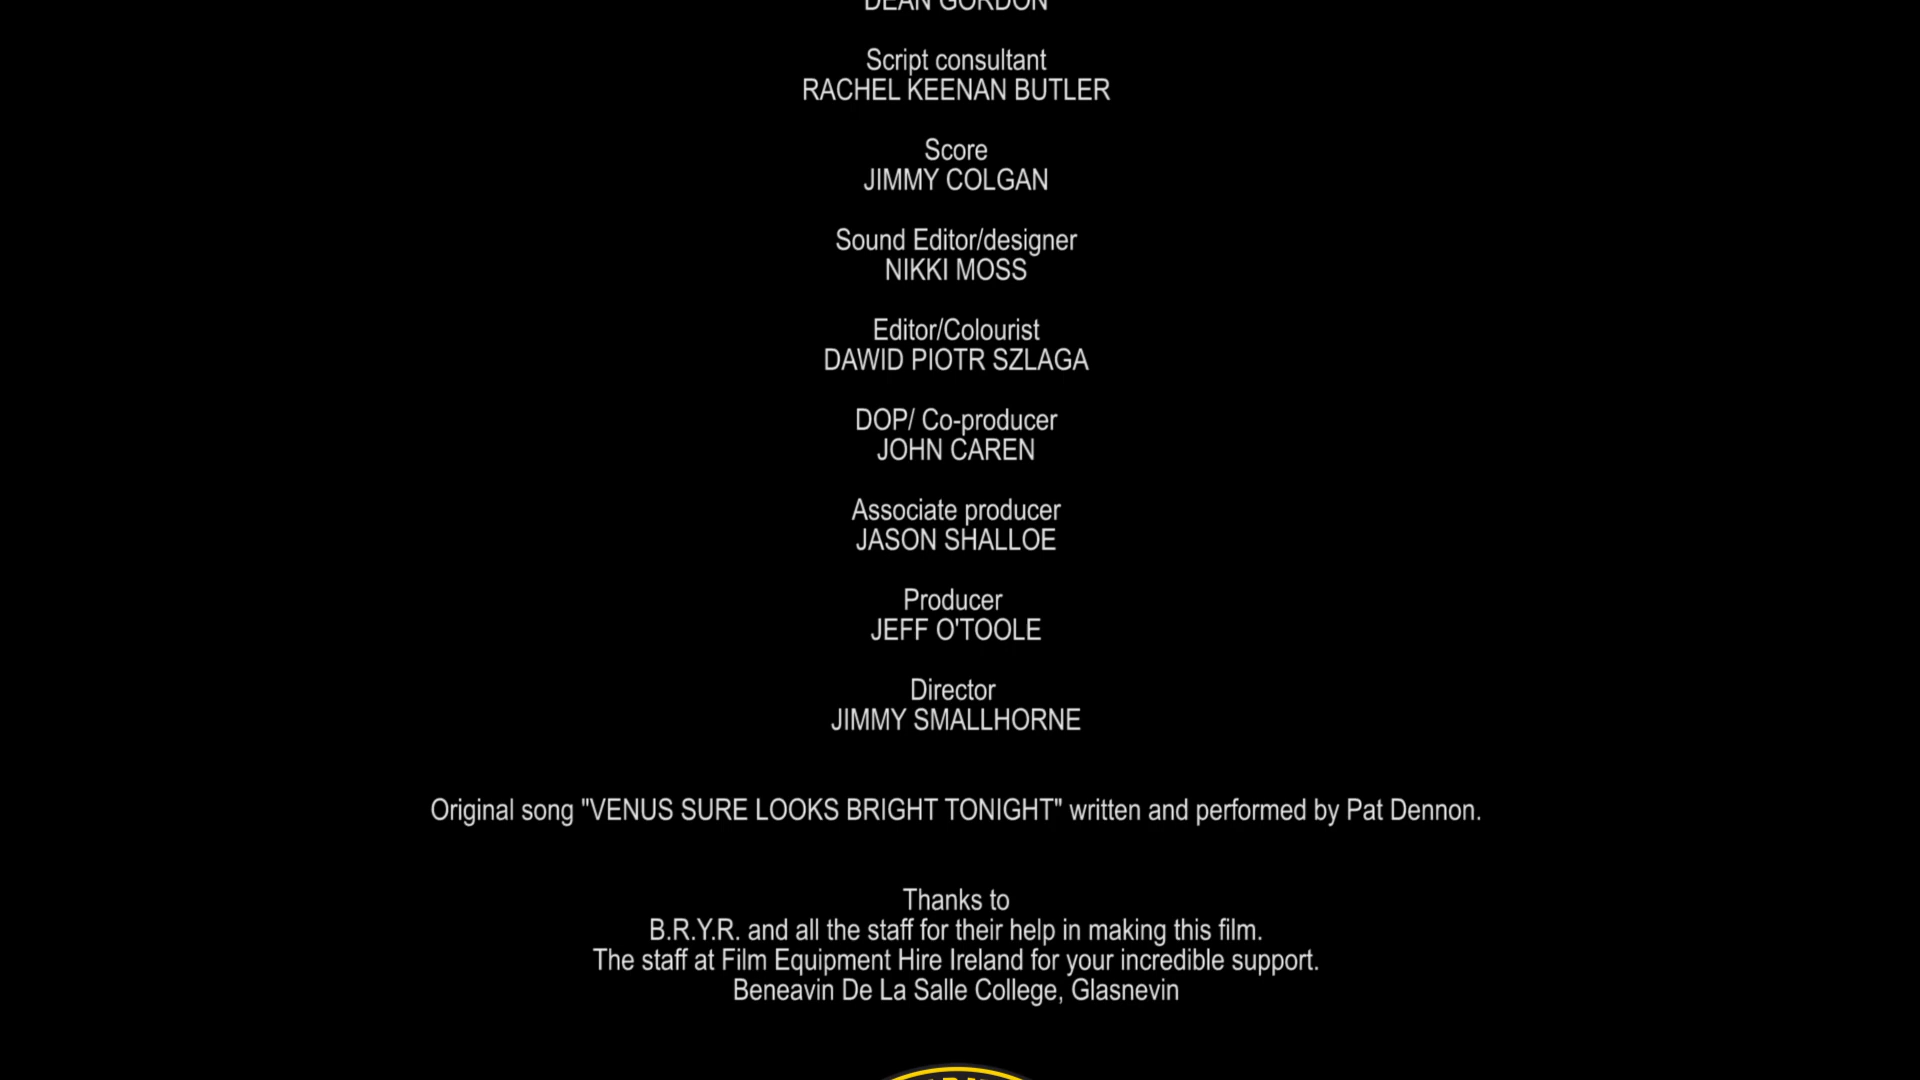 DEAN GORDON
Script consultant
RACHEL KEENAN BUTLER
Score
JIMMY COLGAN
Sound Editor/designer
NIKKI MOSS
Editor/Colourist
DAWID PIOTR SZLAGA
DOP/ Co-producer
JOHN CAREN
Associate producer
JASON SHALLOE
Producer
JEFF O'TOOLE
Director
JIMMY SMALLHORNE
Original song "VENUS SURE LOOKS BRIGHT TONIGHT" written and performed by Pat Dennon.
Thanks to
B.R.Y.R. and all the staff for their help in making this film.
The staff at Film Equipment Hire Ireland for your incredible support.
Beneavin De La Salle College, Glasnevin